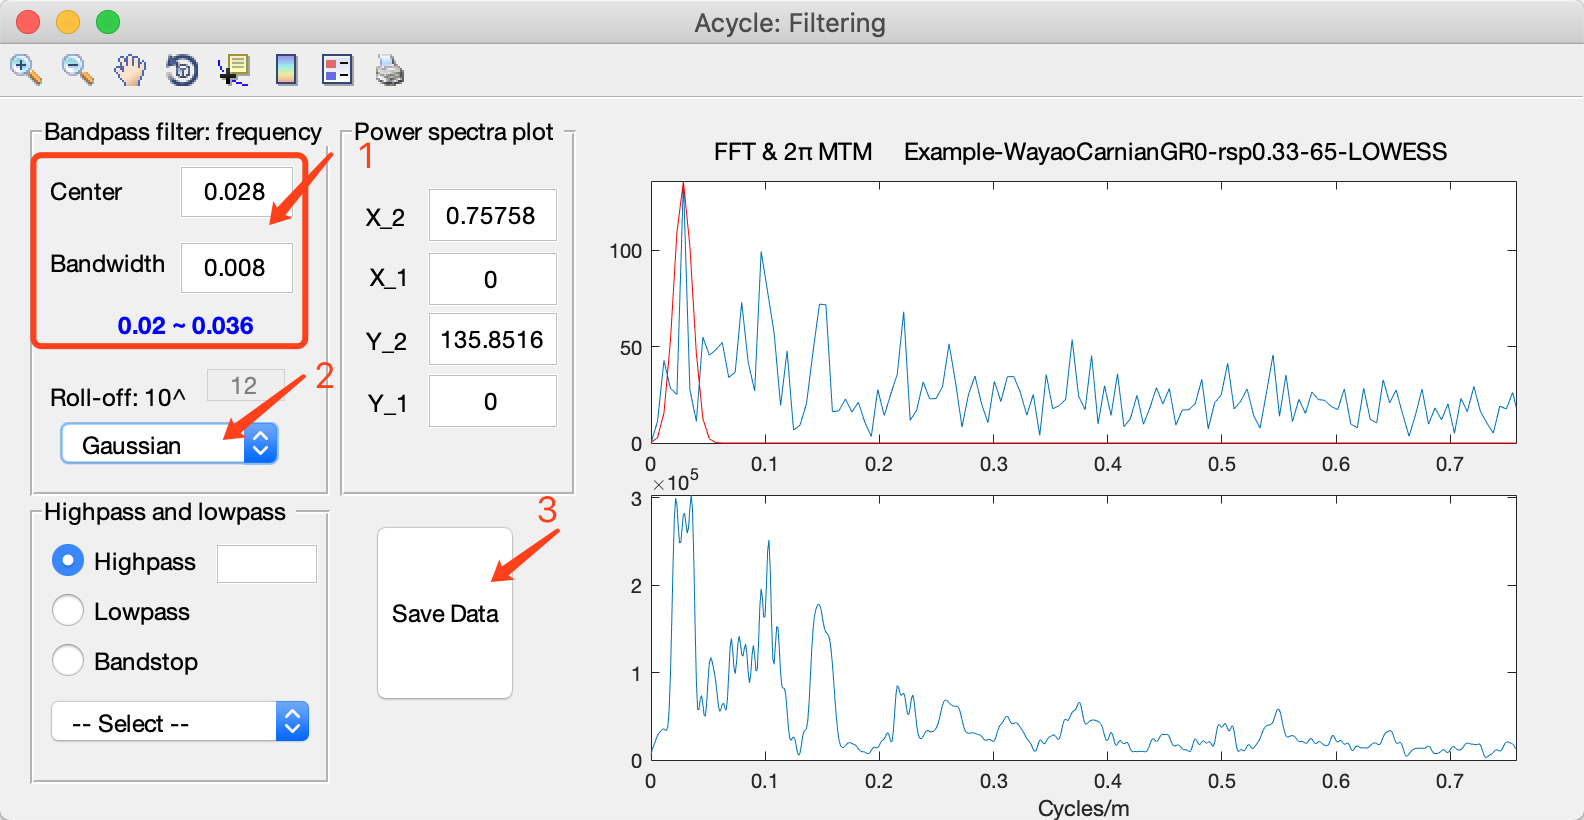 Acycle: Filtering
Bandpass filter: frequency
Center 0.028
Bandwidth 0.008
0.02 ~ 0.036
Roll-off: 10^ 12
Gaussian
1
2
Power spectra plot
X_2 0.75758
X_1 0
Y_2 135.8516
Y_1 0
Highpass and lowpass
Highpass
Lowpass
Bandstop
-- Select --
3
Save Data
FFT & 2π MTM Example-WayaoCarnianGR0-rsp0.33-65-LOWESS
100
50
0
0 0.1 0.2 0.3 0.4 0.5 0.6 0.7
×10⁵
3
2
1
0
0 0.1 0.2 0.3 0.4 0.5 0.6 0.7
Cycles/m